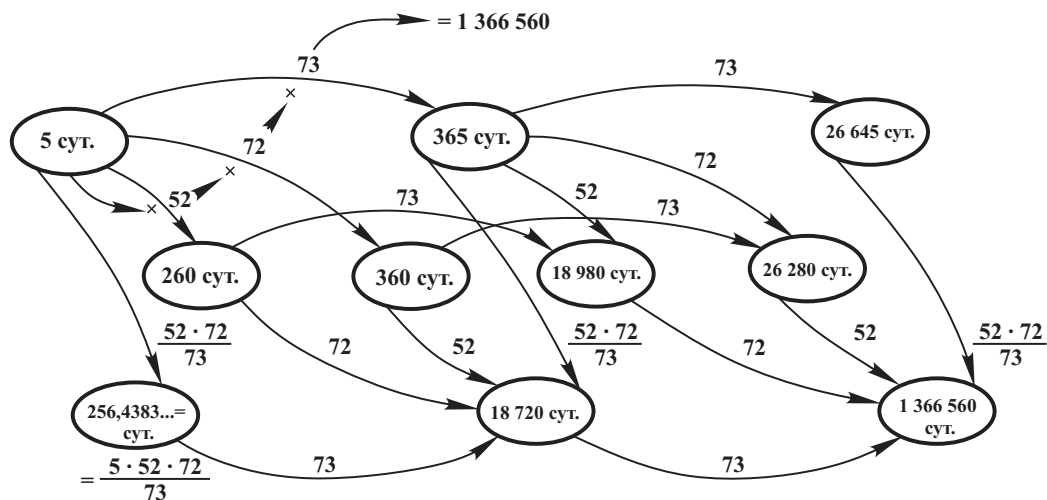 = 1 366 560
73
73
5 сут.
365 сут.
26 645 сут.
×
72
×
72
52
×
52
73
73
260 сут.
360 сут.
18 980 сут.
26 280 сут.
52 · 72
73
72
52
52 · 72
73
72
52
52 · 72
73
256,4383...=
сут.
18 720 сут.
1 366 560
сут.
73
73
= 5 · 52 · 72
73